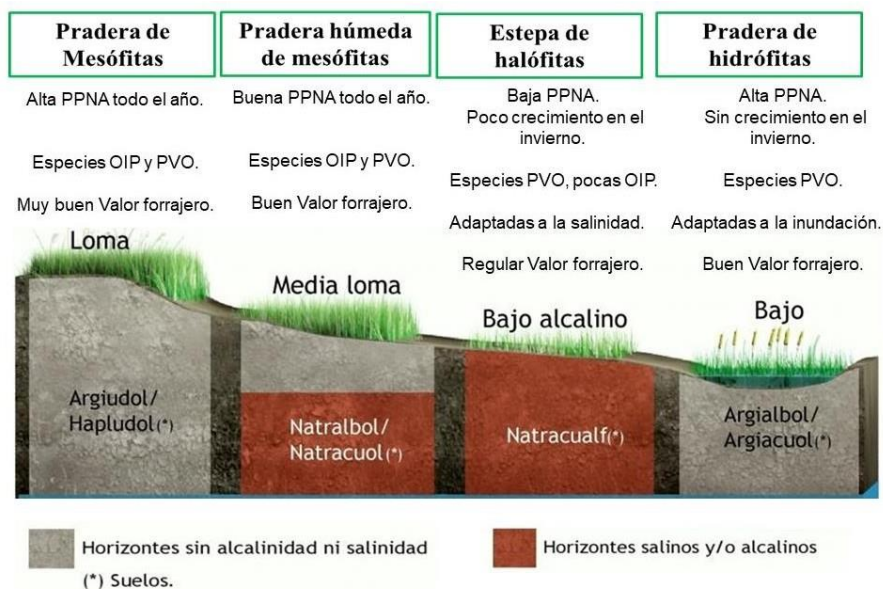 Pradera de
Mesófitas
Alta PPNA todo el año.
Especies OIP y PVO.
Muy buen Valor forrajero.
Pradera húmeda
de mesófitas
Buena PPNA todo el año.
Especies OIP y PVO.
Buen Valor forrajero.
Estepa de
halófitas
Baja PPNA.
Poco crecimiento en el
invierno.
Especies PVO, pocas OIP.
Adaptadas a la salinidad.
Regular Valor forrajero.
Pradera de
hidrófitas
Alta PPNA.
Sin crecimiento en el
invierno.
Especies PVO.
Adaptadas a la inundación.
Buen Valor forrajero.
Loma
Media loma
Bajo alcalino
Bajo
Argiudol/
Hapludol(*)
Natralbol/
Natracuol(*)
Natracualf(*)
Argialbol/
Argiacuol(*)
Horizontes sin alcalinidad ni salinidad
(*) Suelos.
Horizontes salinos y/o alcalinos